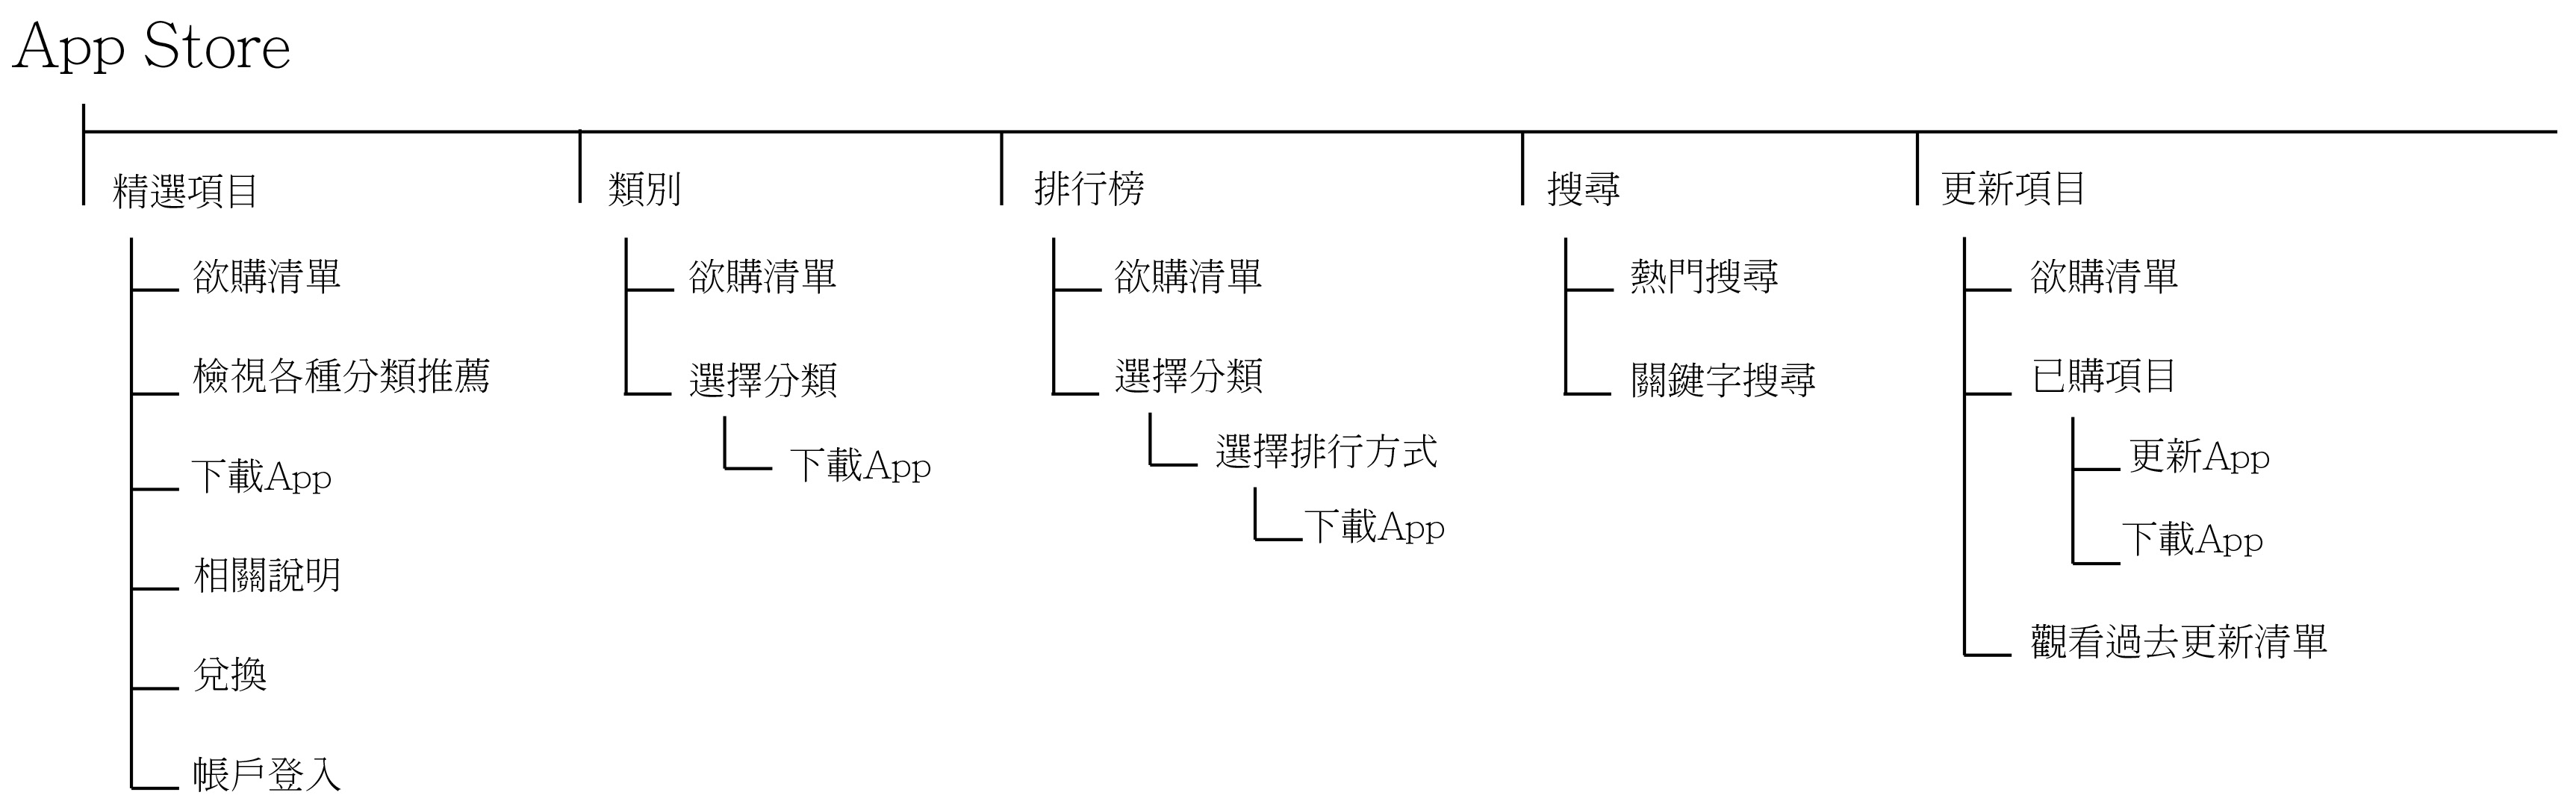 App Store
精選項目
欲購清單
檢視各種分類推薦
下載App
相關說明
兌換
帳戶登入
類別
欲購清單
選擇分類
下載App
排行榜
欲購清單
選擇分類
選擇排行方式
下載App
搜尋
熱門搜尋
關鍵字搜尋
更新項目
欲購清單
已購項目
更新App
下載App
觀看過去更新清單